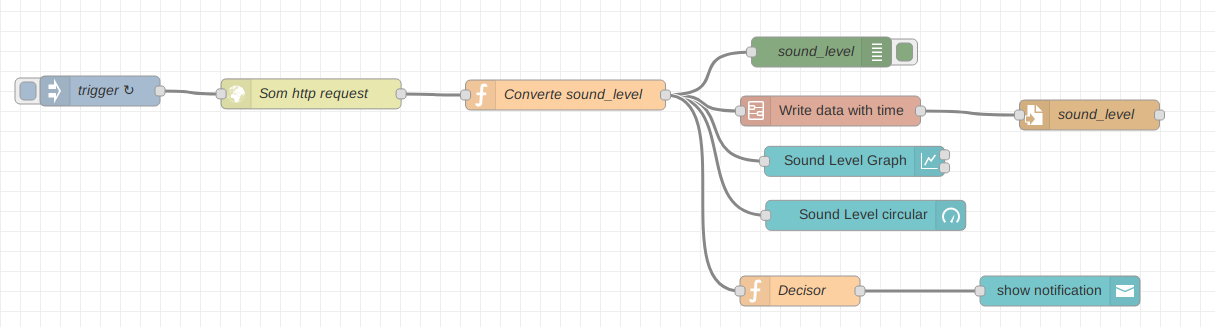 trigger ↻
Som http request
Converte sound_level
sound_level
Write data with time
sound_level
Sound Level Graph
Sound Level circular
Decisor
show notification